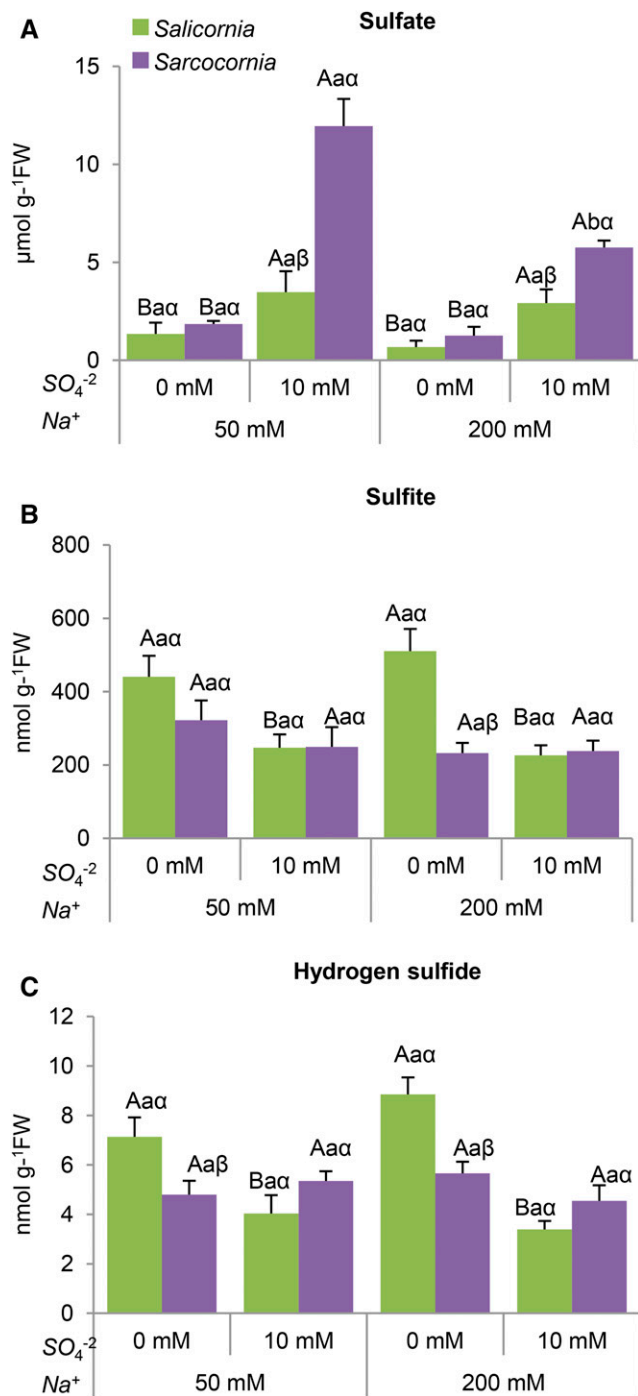 A
Sulfate
Salicornia
Sarcocornia
15
10
5
0
µmol g-¹FW
Baα Baα Aaβ Aaα Baα Baα Aaβ Abα
SO₄⁻² 0 mM 10 mM 0 mM 10 mM
Na⁺ 50 mM 200 mM
B
Sulfite
800
600
400
200
0
nmol g-¹FW
Aaα Aaα Baα Aaα Aaα Aaβ Baα Aaα
SO₄⁻² 0 mM 10 mM 0 mM 10 mM
Na⁺ 50 mM 200 mM
C
Hydrogen sulfide
12
10
8
6
4
2
0
nmol g-¹FW
Aaα Aaβ Baα Aaα Aaα Aaβ Baα Aaα
SO₄⁻² 0 mM 10 mM 0 mM 10 mM
Na⁺ 50 mM 200 mM